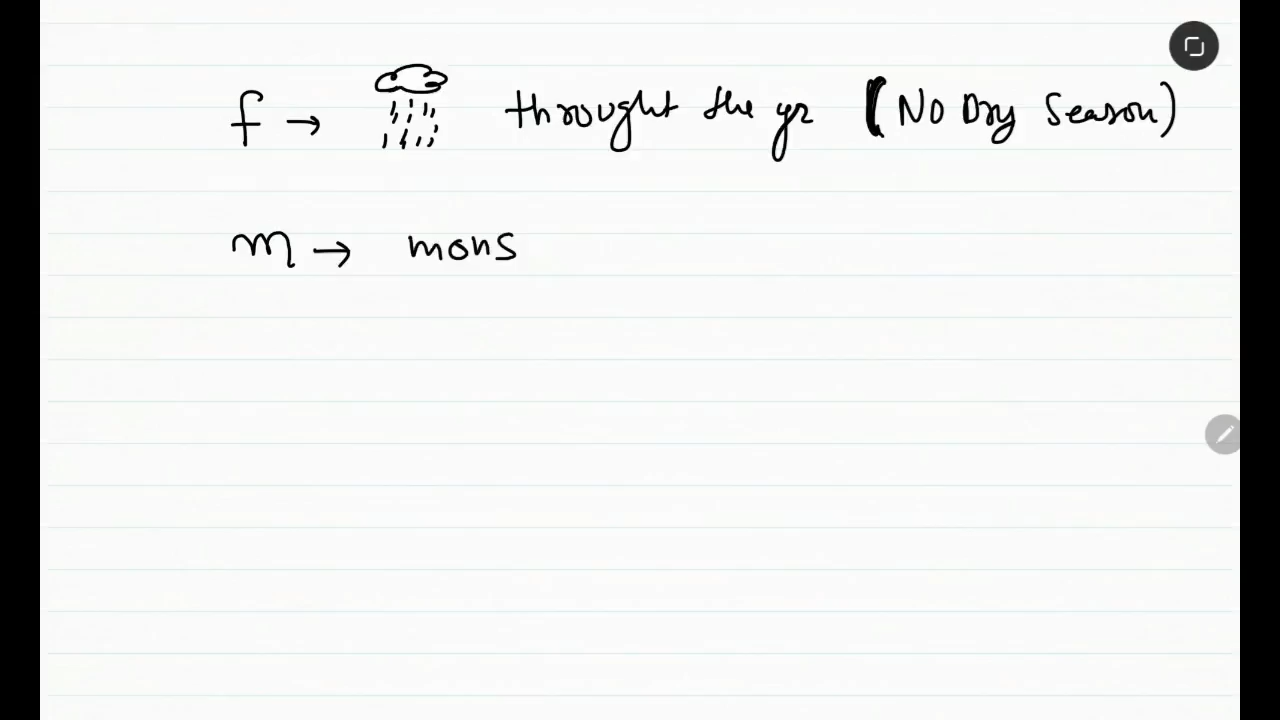 f → throught the yr (No Dry Season)
m → mons